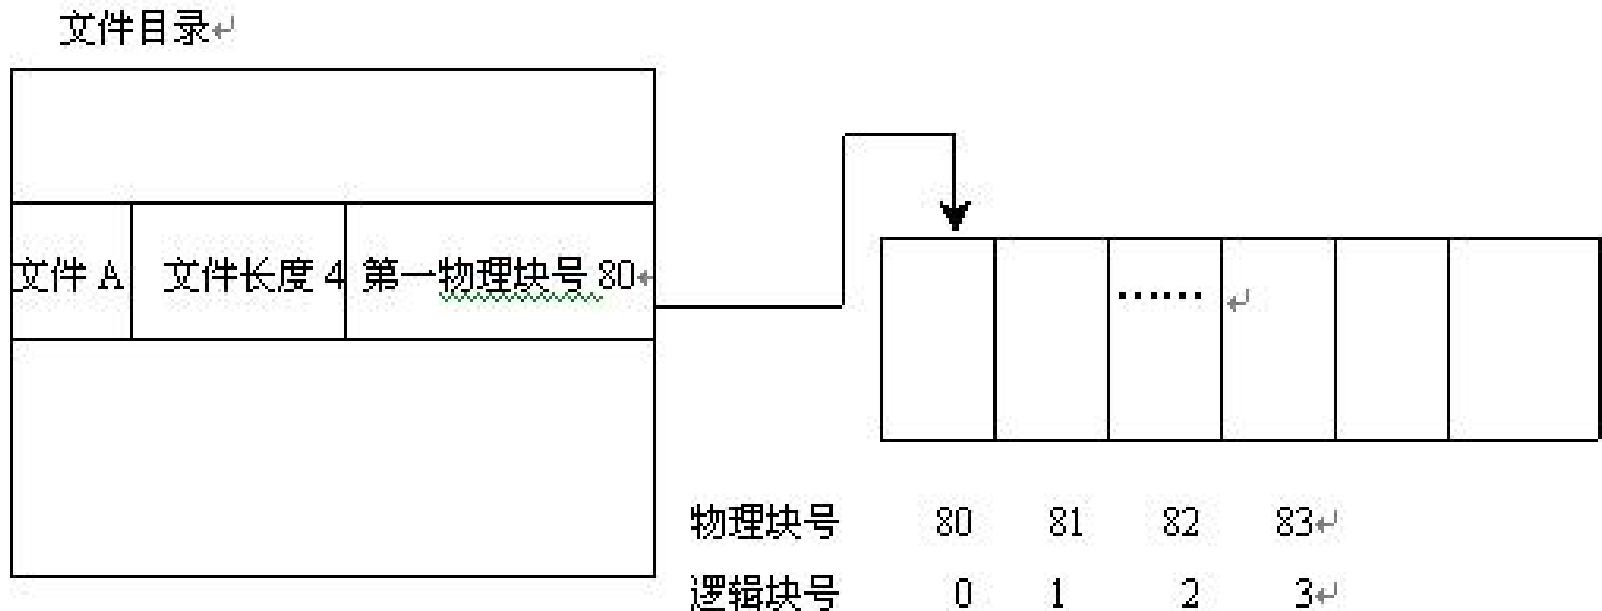 文件目录
文件 A 文件长度 4 第一物理块号 80
……
物理块号 80 81 82 83
逻辑块号 0 1 2 3